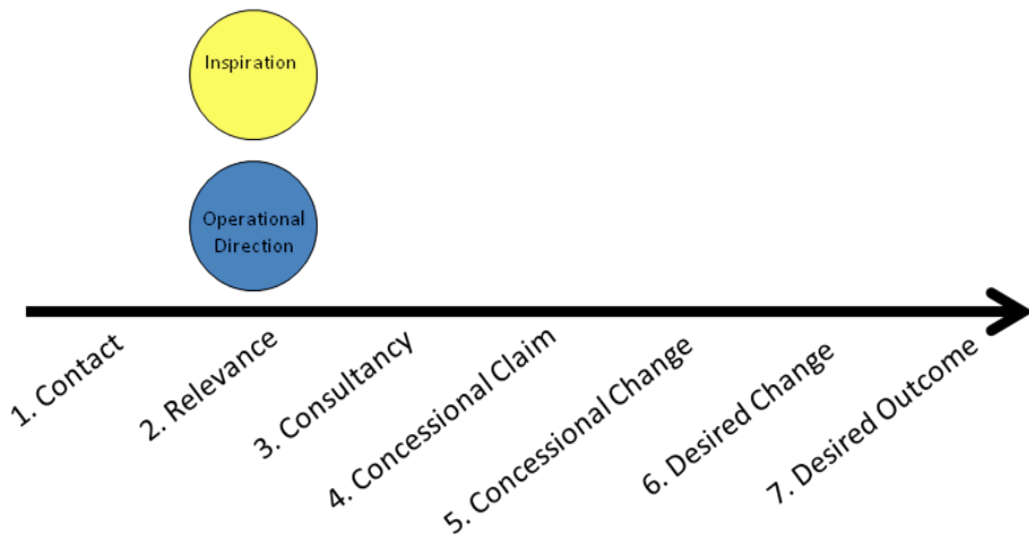 Inspiration
Operational
Direction
1. Contact
2. Relevance
3. Consultancy
4. Concessional Claim
5. Concessional Change
6. Desired Change
7. Desired Outcome